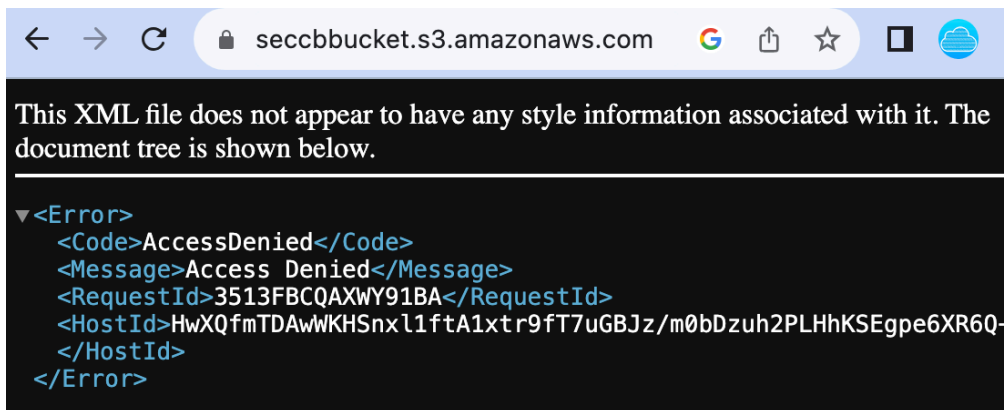 seccbbucket.s3.amazonaws.com
This XML file does not appear to have any style information associated with it. The
document tree is shown below.
▼<Error>
<Code>AccessDenied</Code>
<Message>Access Denied</Message>
<RequestId>3513FBCQAXWY91BA</RequestId>
<HostId>HwXQfmTDAwWKHSnxl1ftA1xtr9fT7uGBJz/m0bDzuh2PLHhKSEgpe6XR6Q
</HostId>
</Error>